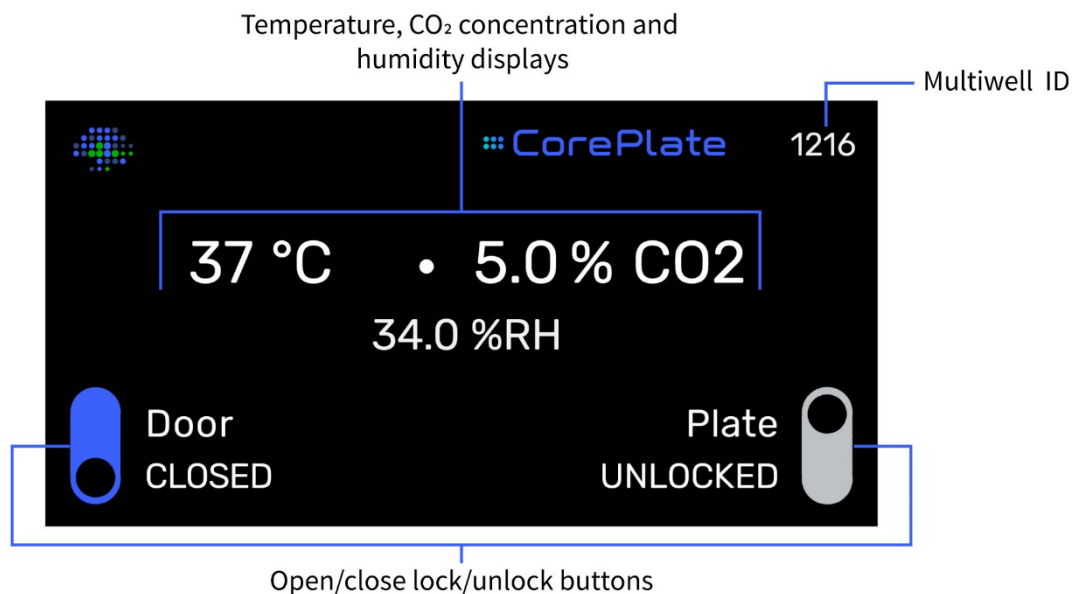 Temperature, CO₂ concentration and
humidity displays
Multiwell ID
CorePlate
1216
37 °C • 5.0 % CO2
34.0 %RH
Door
CLOSED
Plate
UNLOCKED
Open/close lock/unlock buttons